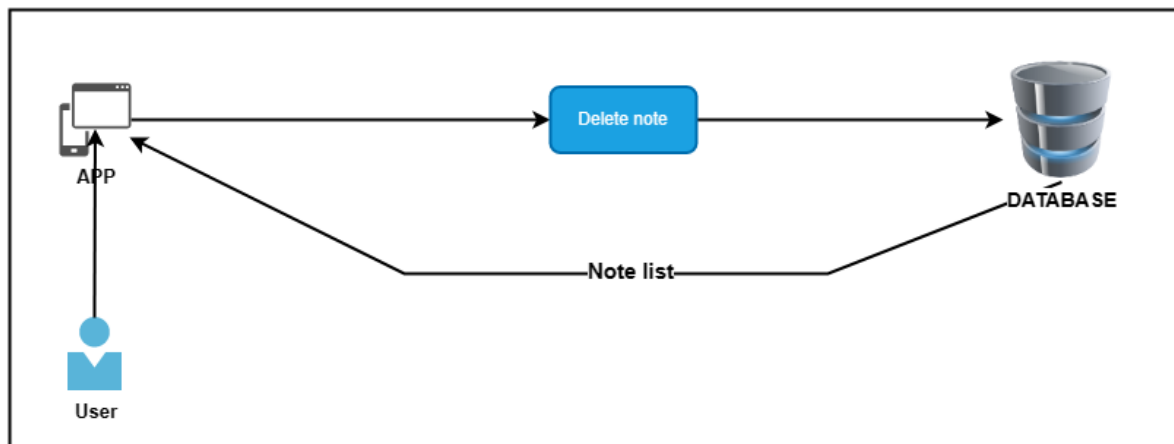 Delete note
APP
DATABASE
Note list
User